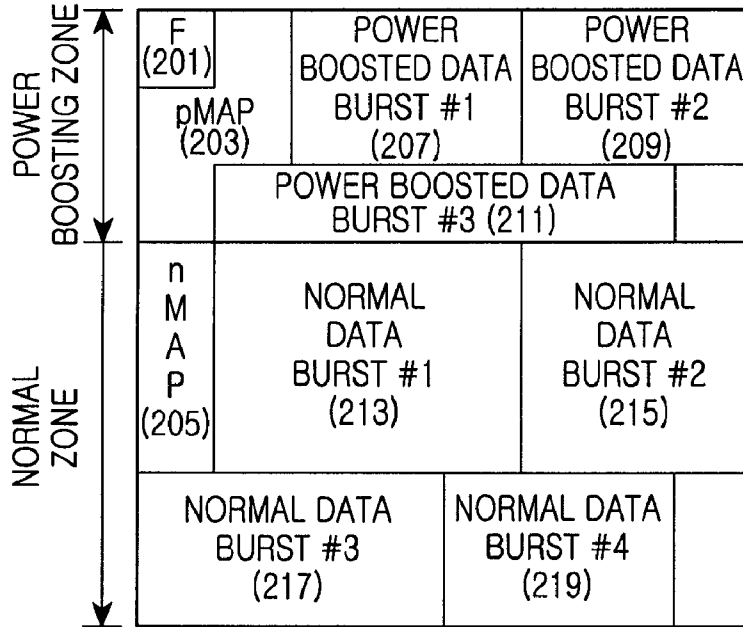 POWER
BOOSTING ZONE
F
(201)
pMAP
(203)
POWER
BOOSTED DATA
BURST #1
(207)
POWER
BOOSTED DATA
BURST #2
(209)
POWER BOOSTED DATA
BURST #3 (211)
NORMAL
ZONE
n
M
A
P
(205)
NORMAL
DATA
BURST #1
(213)
NORMAL
DATA
BURST #2
(215)
NORMAL DATA
BURST #3
(217)
NORMAL DATA
BURST #4
(219)